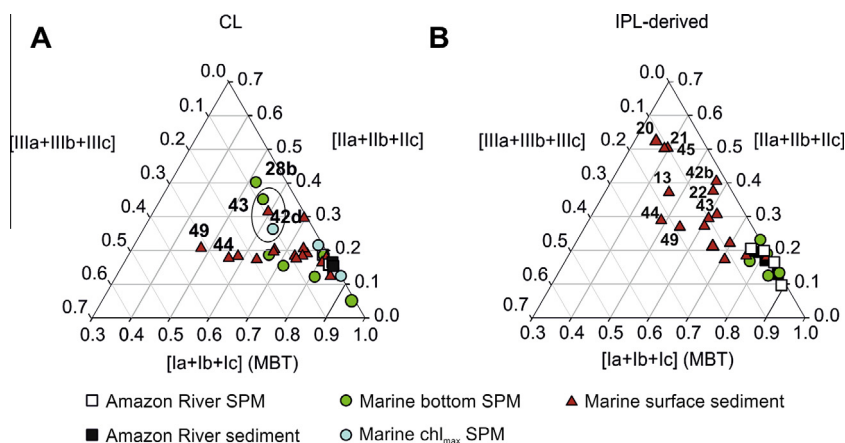 A
CL
B
IPL-derived
0.0 0.7
0.1 0.6
0.2 0.5
0.3 0.4
0.4 0.3
0.5 0.2
0.6 0.1
0.7 0.0
0.3 0.4 0.5 0.6 0.7 0.8 0.9 1.0
[IIIa+IIIb+IIIc]
[IIa+IIb+IIc]
[Ia+Ib+Ic] (MBT)
28b
43
42d
49
44
0.0 0.7
0.1 0.6
0.2 0.5
0.3 0.4
0.4 0.3
0.5 0.2
0.6 0.1
0.7 0.0
0.3 0.4 0.5 0.6 0.7 0.8 0.9 1.0
[IIIa+IIIb+IIIc]
[IIa+IIb+IIc]
[Ia+Ib+Ic] (MBT)
20
21
45
42b
13
22
43
44
49
Amazon River SPM
Marine bottom SPM
Marine surface sediment
Amazon River sediment
Marine chlmax SPM